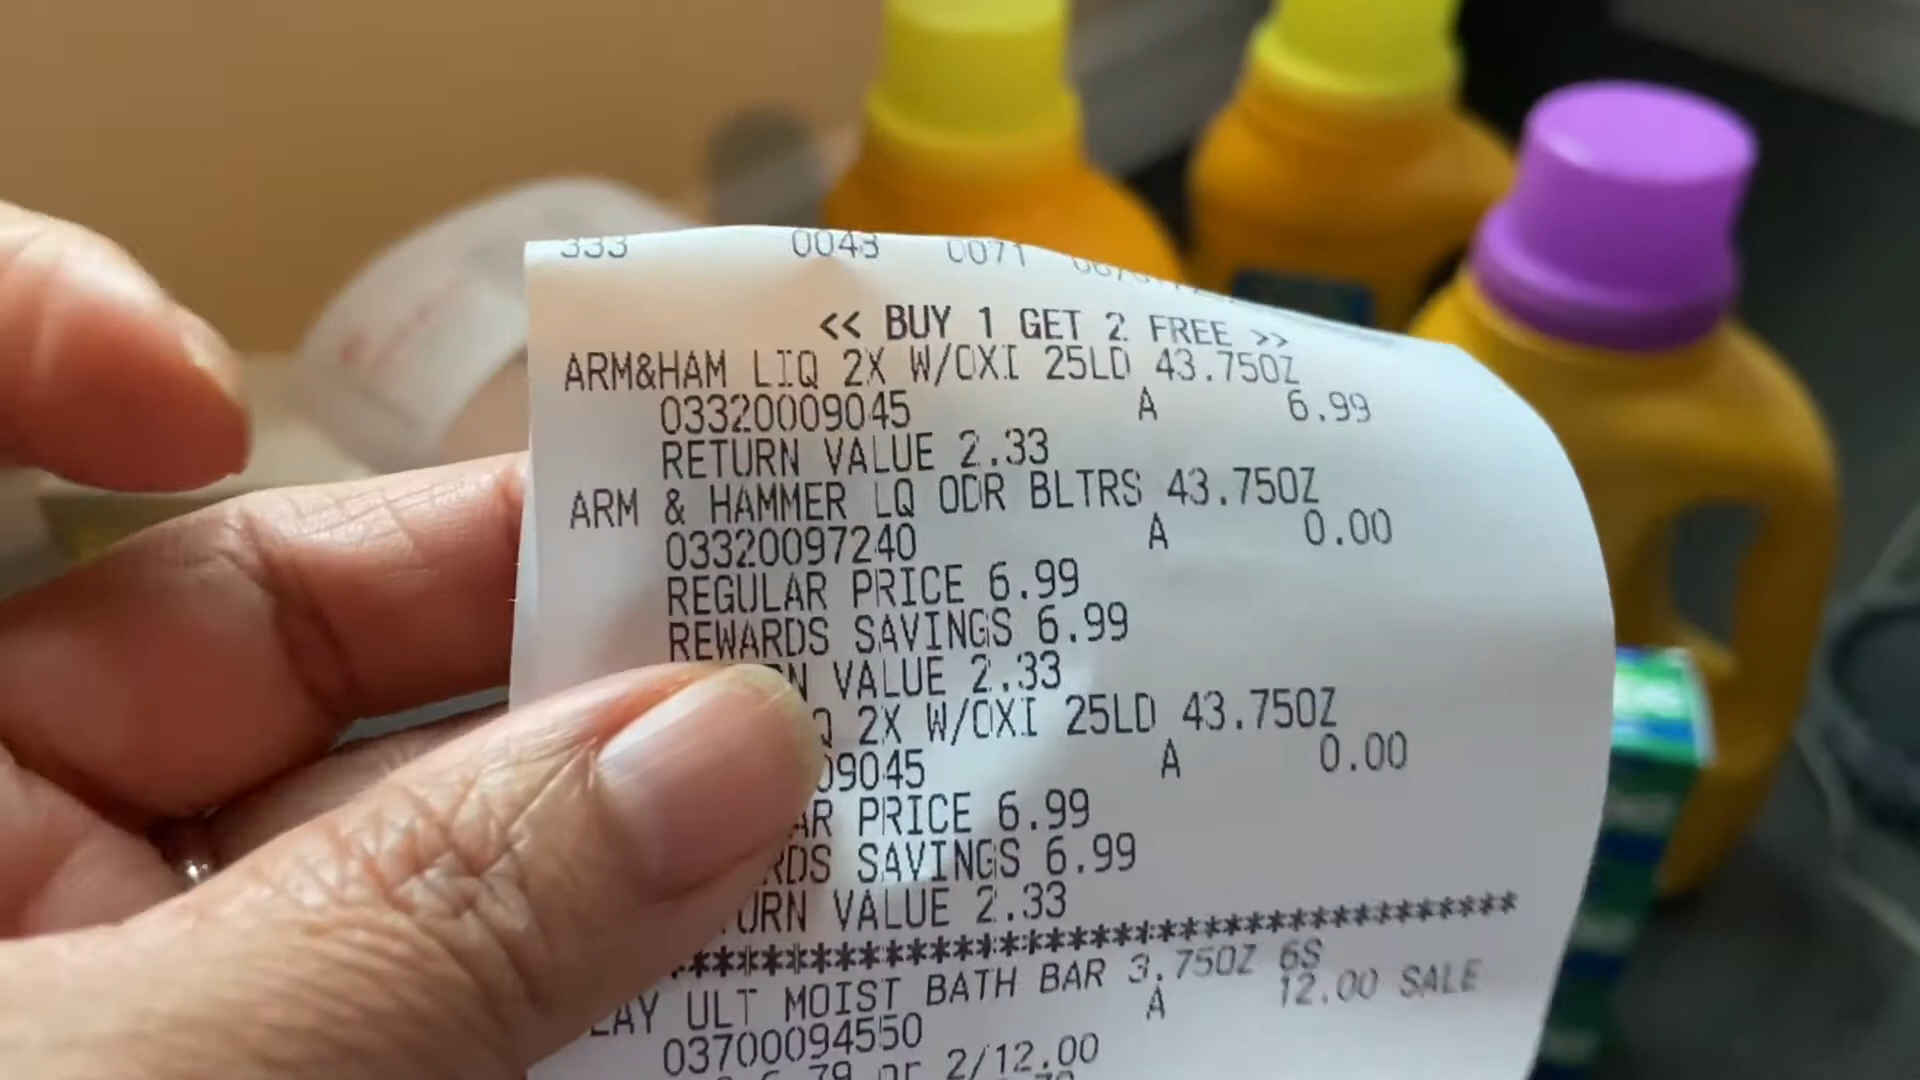 333 0043 0071
<< BUY 1 GET 2 FREE >>
ARM&HAM LIQ 2X W/OXI 25LD 43.75OZ
03320009045 A 6.99
RETURN VALUE 2.33
ARM & HAMMER LQ ODR BLTRS 43.75OZ
03320097240 A 0.00
REGULAR PRICE 6.99
REWARDS SAVINGS 6.99
VALUE 2.33
2X W/OXI 25LD 43.75OZ
09045 A 0.00
PRICE 6.99
SAVINGS 6.99
URN VALUE 2.33
************************************
LAY ULT MOIST BATH BAR 3.75OZ 6S
03700094550 A 12.00 SALE
.79 or 2/12.00